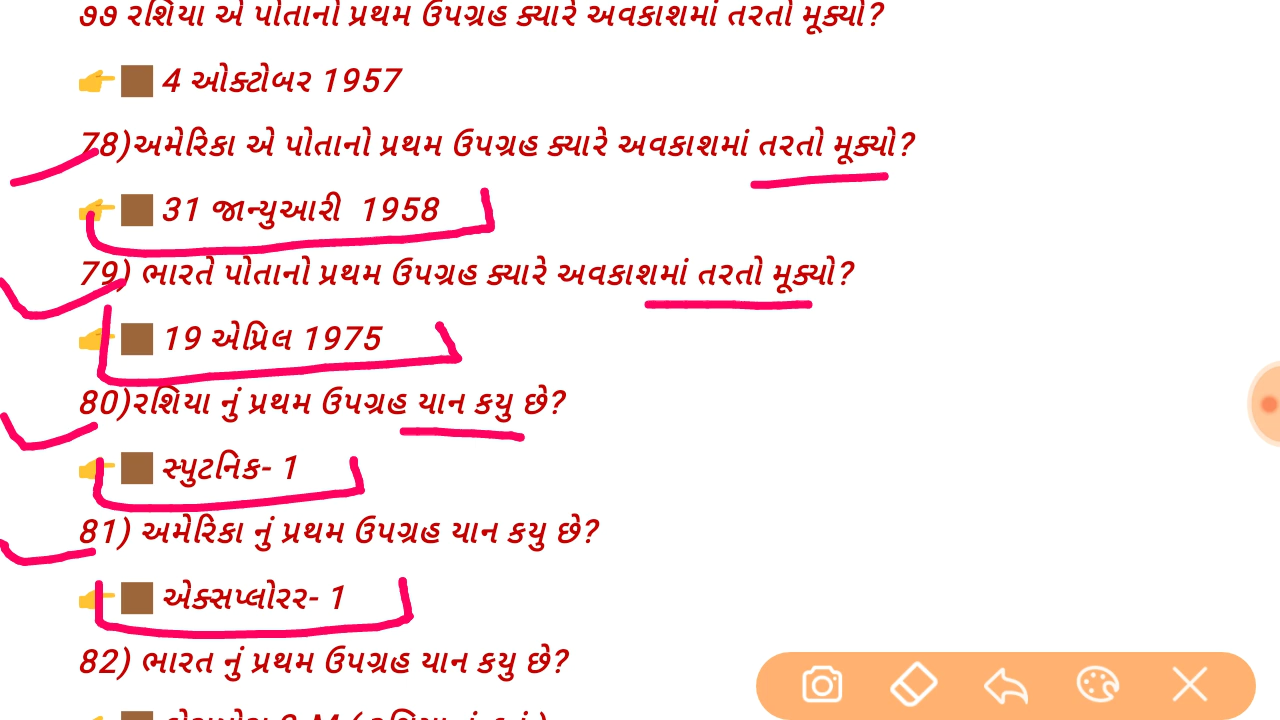 ૭૭ રશિયા એ પોતાનો પ્રથમ ઉપગ્રહ ક્યારે અવકાશમાં તરતો મૂક્યો?
4 ઓક્ટોબર 1957
78)અમેરિકા એ પોતાનો પ્રથમ ઉપગ્રહ ક્યારે અવકાશમાં તરતો મૂક્યો?
31 જાન્યુઆરી 1958
79) ભારતે પોતાનો પ્રથમ ઉપગ્રહ ક્યારે અવકાશમાં તરતો મૂક્યો?
19 એપ્રિલ 1975
80)રશિયા નું પ્રથમ ઉપગ્રહ યાન કયુ છે?
સ્પુટનિક- 1
81) અમેરિકા નું પ્રથમ ઉપગ્રહ યાન કયુ છે?
એક્સપ્લોરર- 1
82) ભારત નું પ્રથમ ઉપગ્રહ યાન કયુ છે?